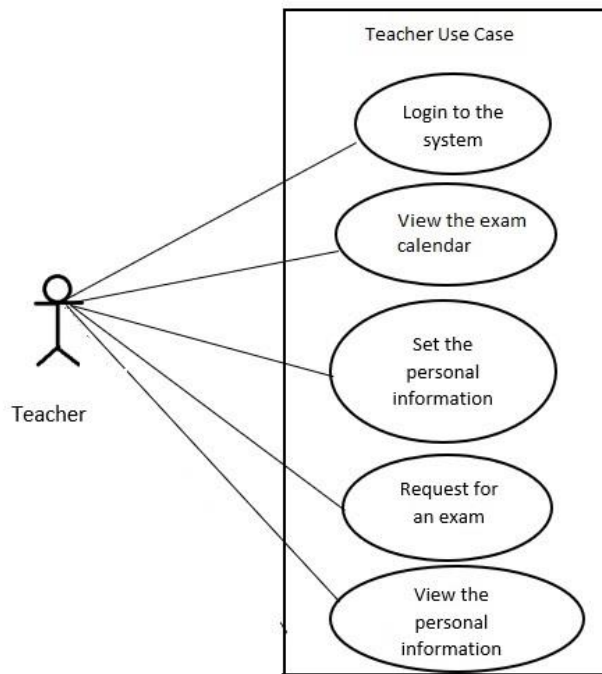 Teacher Use Case
Login to the
system
View the exam
calendar
Set the
personal
information
Teacher
Request for
an exam
View the
personal
information